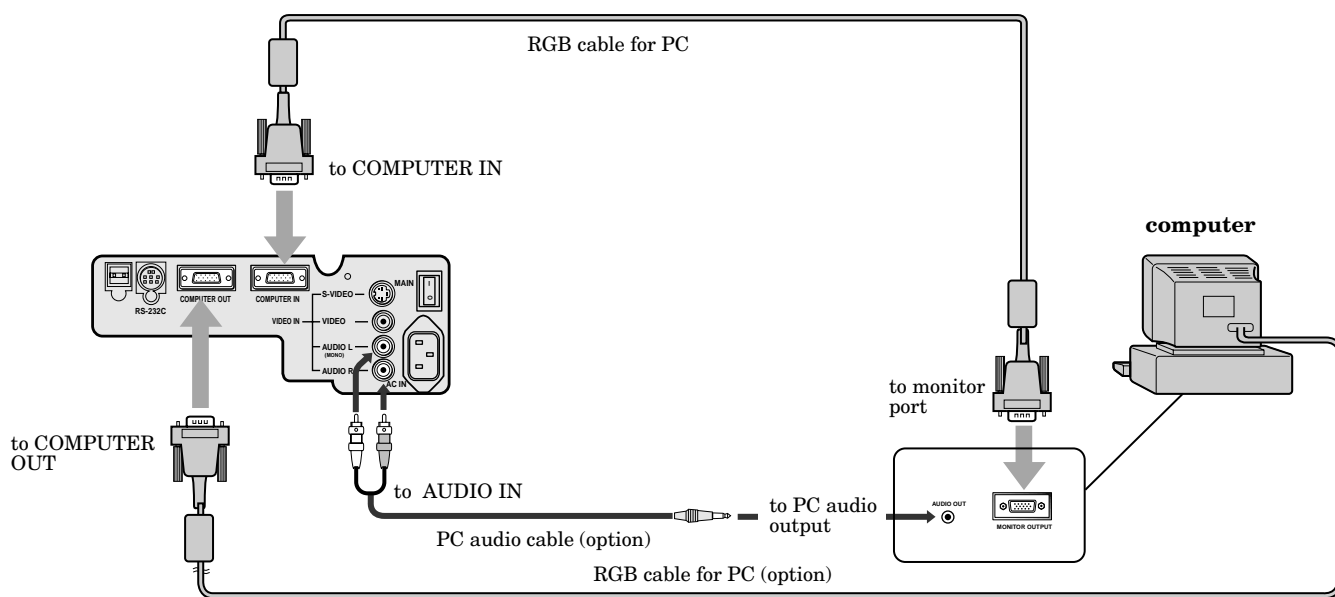 RGB cable for PC
to COMPUTER IN
computer
RS-232C
COMPUTER OUT
COMPUTER IN
VIDEO IN
S-VIDEO
VIDEO
AUDIO L
(MONO)
AUDIO R
MAIN
I
O
AC IN
to monitor
port
to COMPUTER
OUT
to AUDIO IN
to PC audio
output
AUDIO OUT
MONITOR OUTPUT
PC audio cable (option)
RGB cable for PC (option)